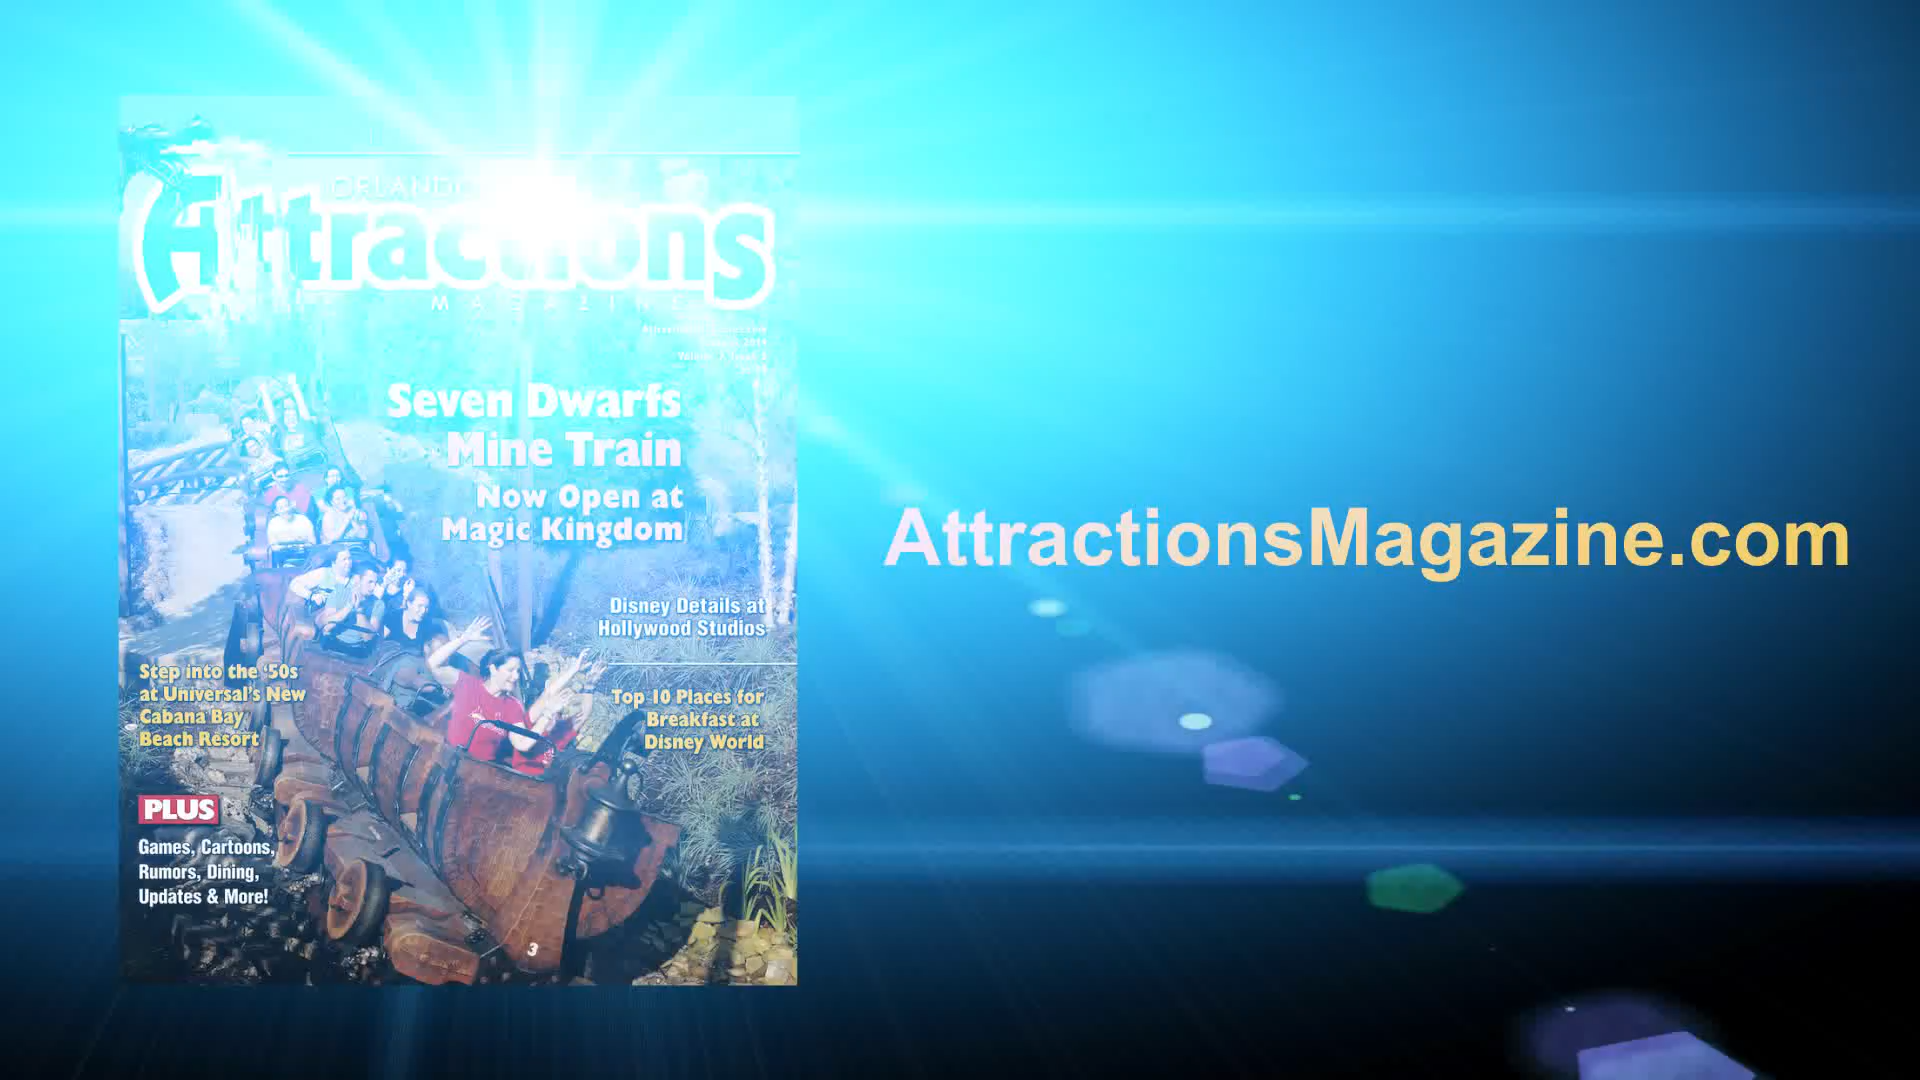 ORLANDO
Attractions
MAGAZINE
Seven Dwarfs
Mine Train
Now Open at
Magic Kingdom
AttractionsMagazine.com
Disney Details at
Hollywood Studios
Step into the ‘50s
at Universal’s New
Cabana Bay
Beach Resort
Top 10 Places for
Breakfast at
Disney World
PLUS
Games, Cartoons,
Rumors, Dining,
Updates & More!
3